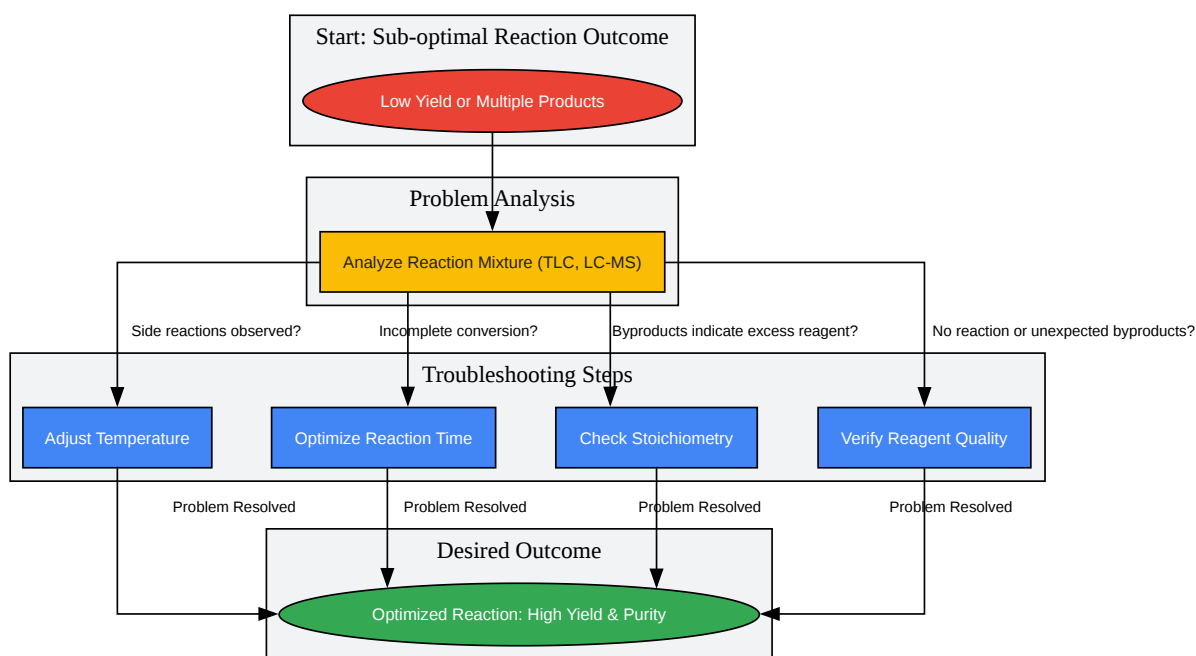 Start: Sub-optimal Reaction Outcome
Low Yield or Multiple Products
Problem Analysis
Analyze Reaction Mixture (TLC, LC-MS)
Side reactions observed?
Incomplete conversion?
Byproducts indicate excess reagent?
No reaction or unexpected byproducts?
Troubleshooting Steps
Adjust Temperature
Optimize Reaction Time
Check Stoichiometry
Verify Reagent Quality
Problem Resolved
Problem Resolved
Problem Resolved
Problem Resolved
Desired Outcome
Optimized Reaction: High Yield & Purity